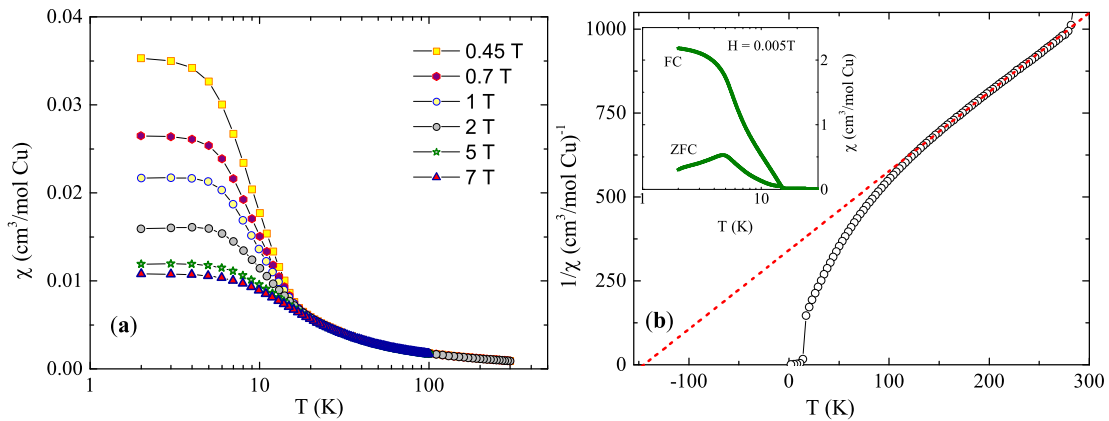 0.04
0.03
0.02
0.01
0.00
χ (cm³/mol Cu)
0.45 T
0.7 T
1 T
2 T
5 T
7 T
(a)
1
10
100
T (K)
1000
750
500
250
0
1/χ (cm³/mol Cu)⁻¹
H = 0.005T
FC
ZFC
2
1
0
χ (cm³/mol Cu)
1
10
T (K)
(b)
-100
0
100
200
300
T (K)